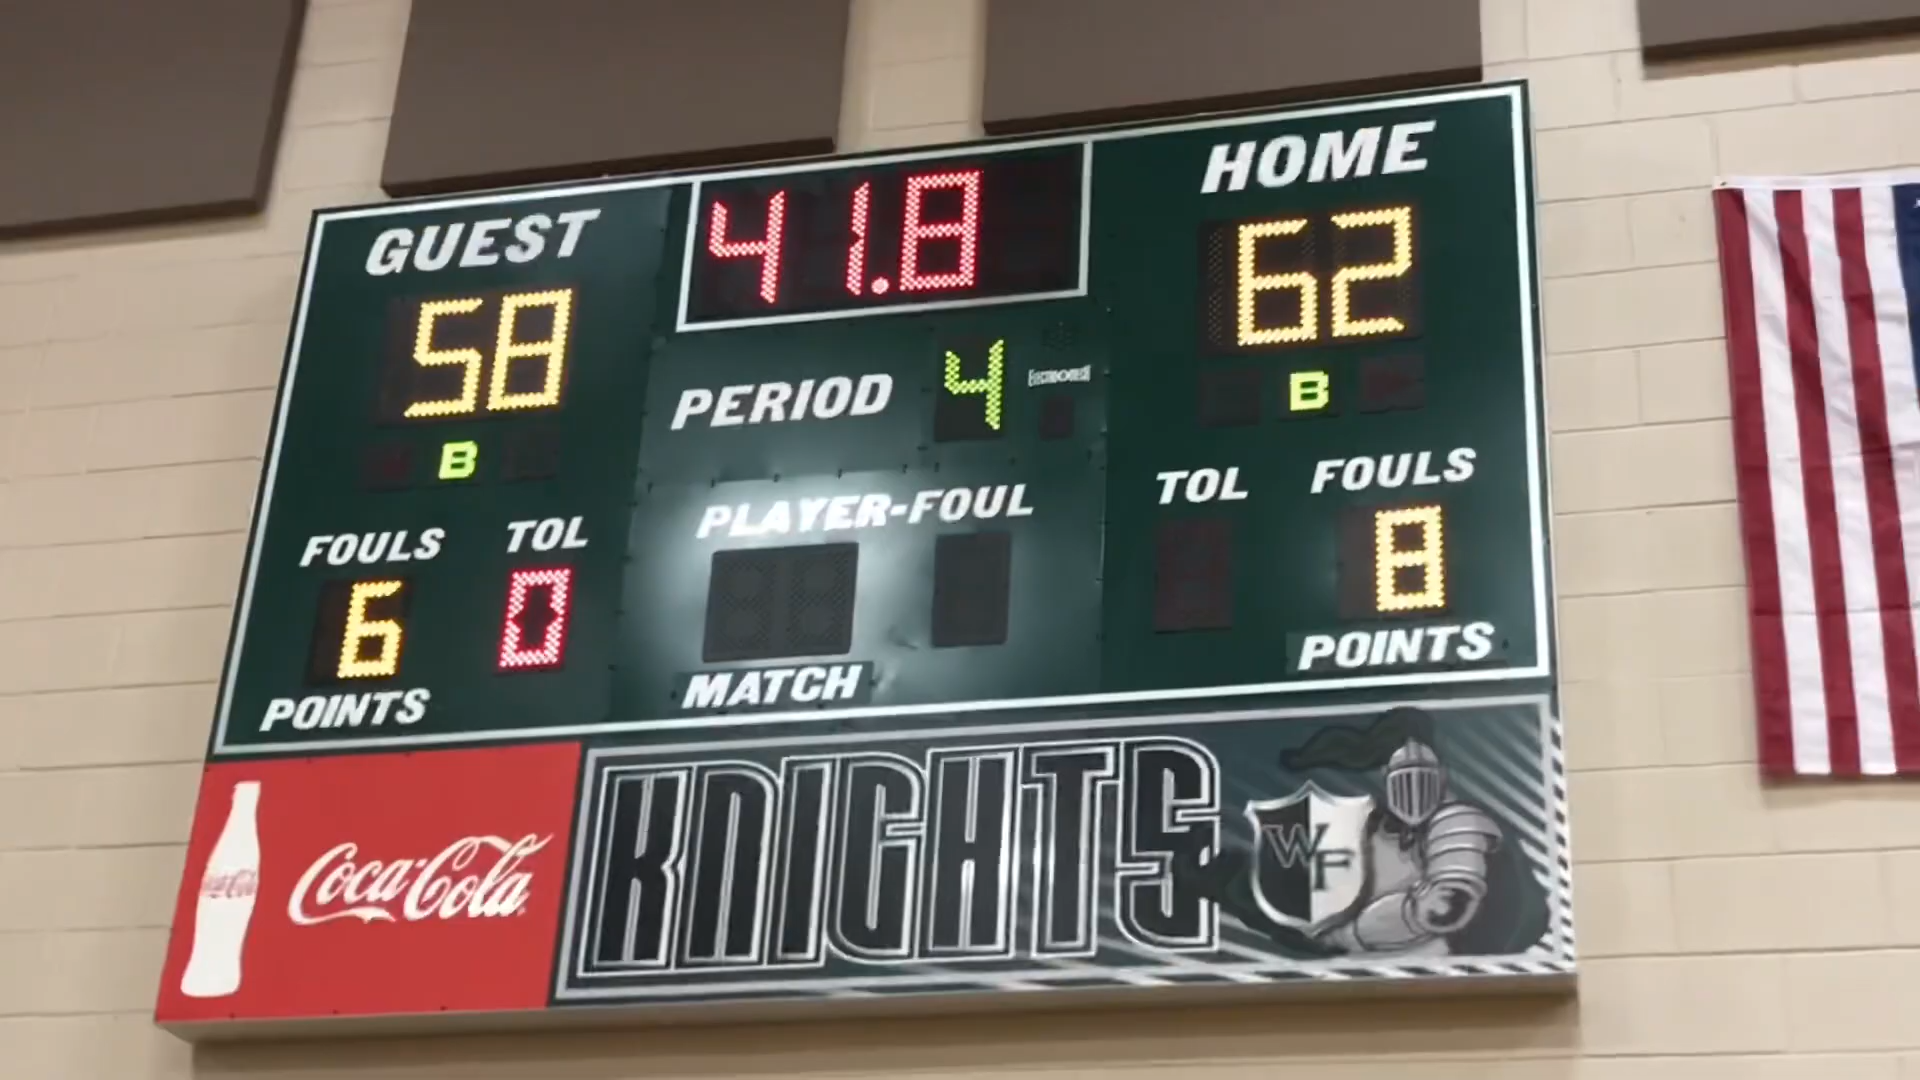 GUEST
41.8
HOME
58
62
PERIOD
4
B
B
PLAYER-FOUL
FOULS
TOL
TOL
FOULS
6
0
8
POINTS
MATCH
POINTS
Coca-Cola
KNIGHTS
WF